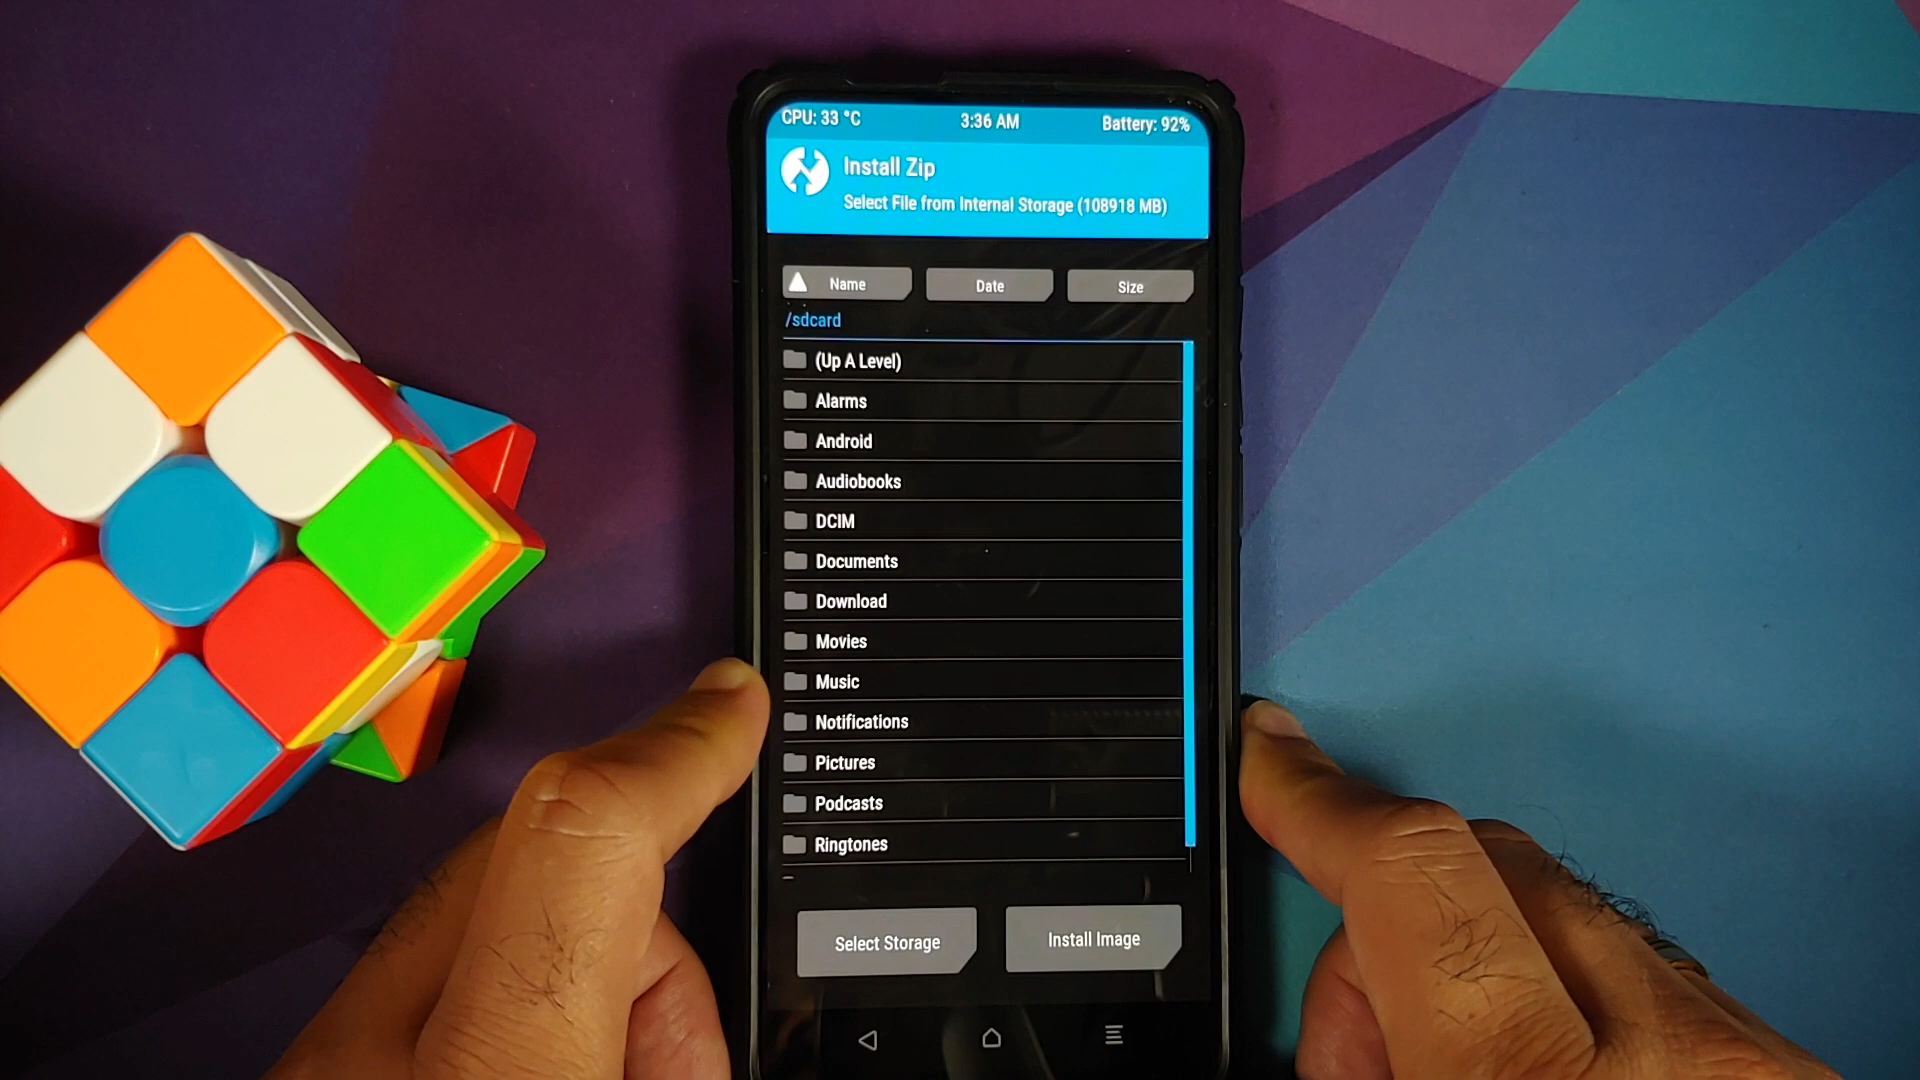 CPU: 33 °C 3:36 AM Battery: 92%
Install Zip
Select File from Internal Storage (108918 MB)
Name Date Size
/sdcard
(Up A Level)
Alarms
Android
Audiobooks
DCIM
Documents
Download
Movies
Music
Notifications
Pictures
Podcasts
Ringtones
Select Storage Install Image